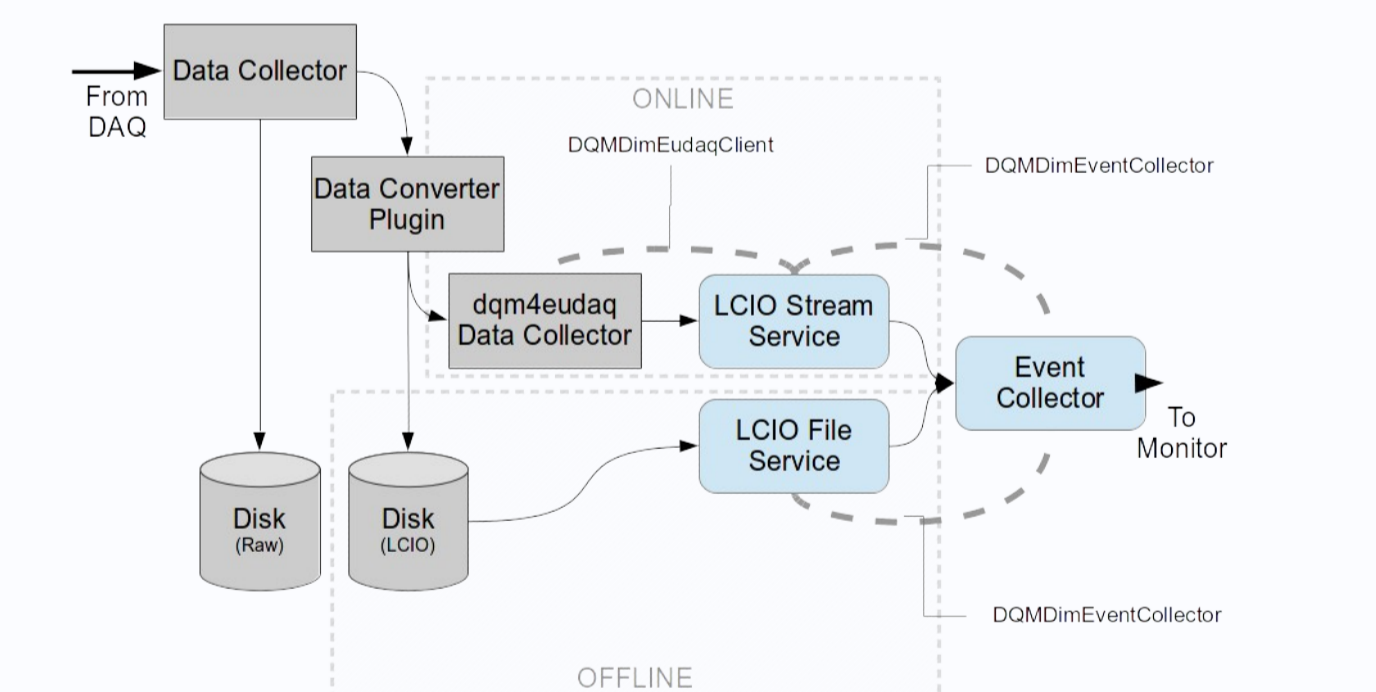 Data Collector
From
DAQ
ONLINE
DQMDimEudaqClient
DQMDimEventCollector
Data Converter
Plugin
dqm4eudaq
Data Collector
LCIO Stream
Service
Event
Collector
To
Monitor
LCIO File
Service
Disk
(Raw)
Disk
(LCIO)
DQMDimEventCollector
OFFLINE